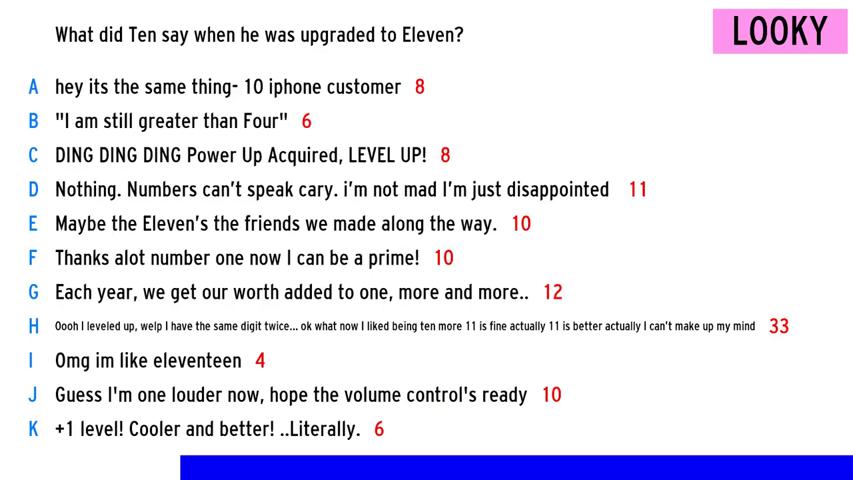 What did Ten say when he was upgraded to Eleven?
LOOKY
A hey its the same thing- 10 iphone customer 8
B "I am still greater than Four" 6
C DING DING DING Power Up Acquired, LEVEL UP! 8
D Nothing. Numbers can't speak cary. i'm not mad I'm just disappointed 11
E Maybe the Eleven's the friends we made along the way. 10
F Thanks alot number one now I can be a prime! 10
G Each year, we get our worth added to one, more and more.. 12
H Oooh I leveled up, welp I have the same digit twice... ok what now I liked being ten more 11 is fine actually 11 is better actually I can't make up my mind 33
I Omg im like eleventeen 4
J Guess I'm one louder now, hope the volume control's ready 10
K +1 level! Cooler and better! ..Literally. 6